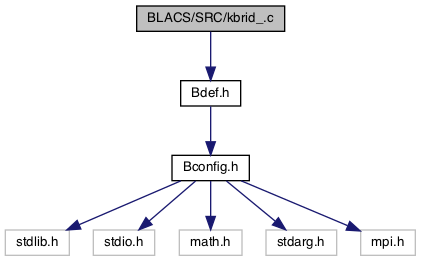 BLACS/SRC/kbrid_.c
Bdef.h
Bconfig.h
stdlib.h
stdio.h
math.h
stdarg.h
mpi.h